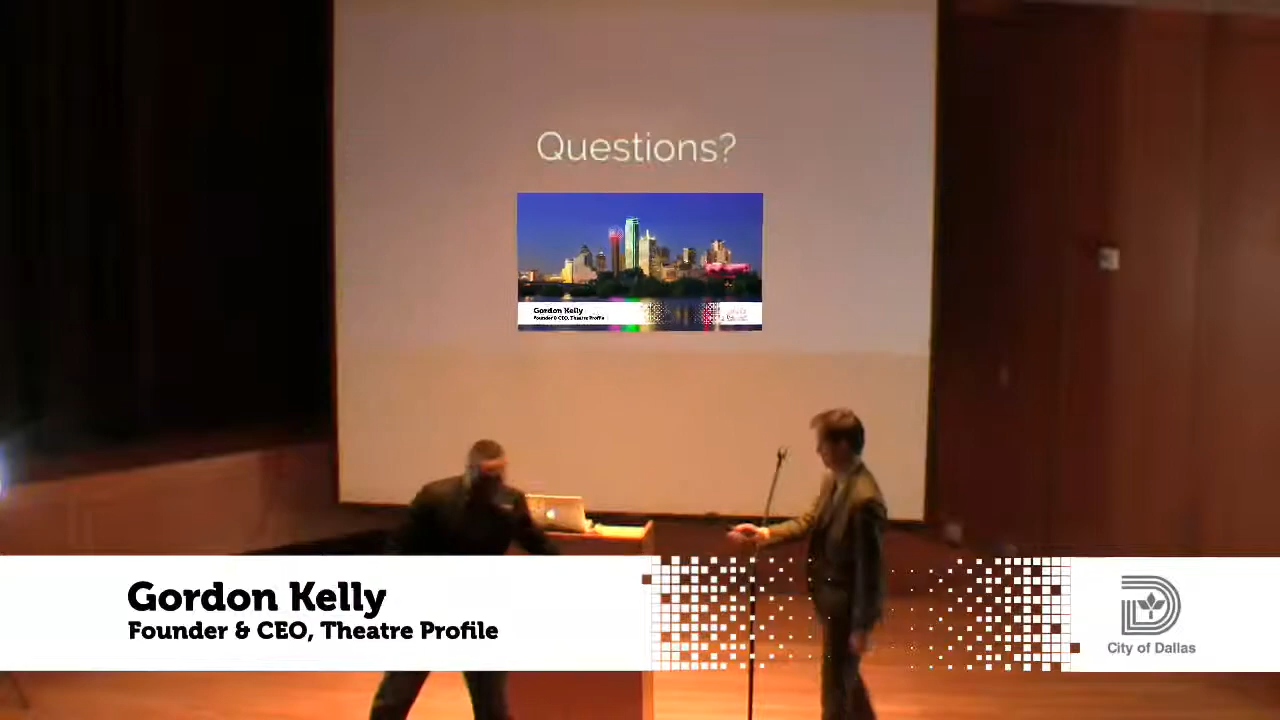 Questions?
Gordon Kelly
Founder & CEO, Theatre Profile
Gordon Kelly
Founder & CEO, Theatre Profile
City of Dallas